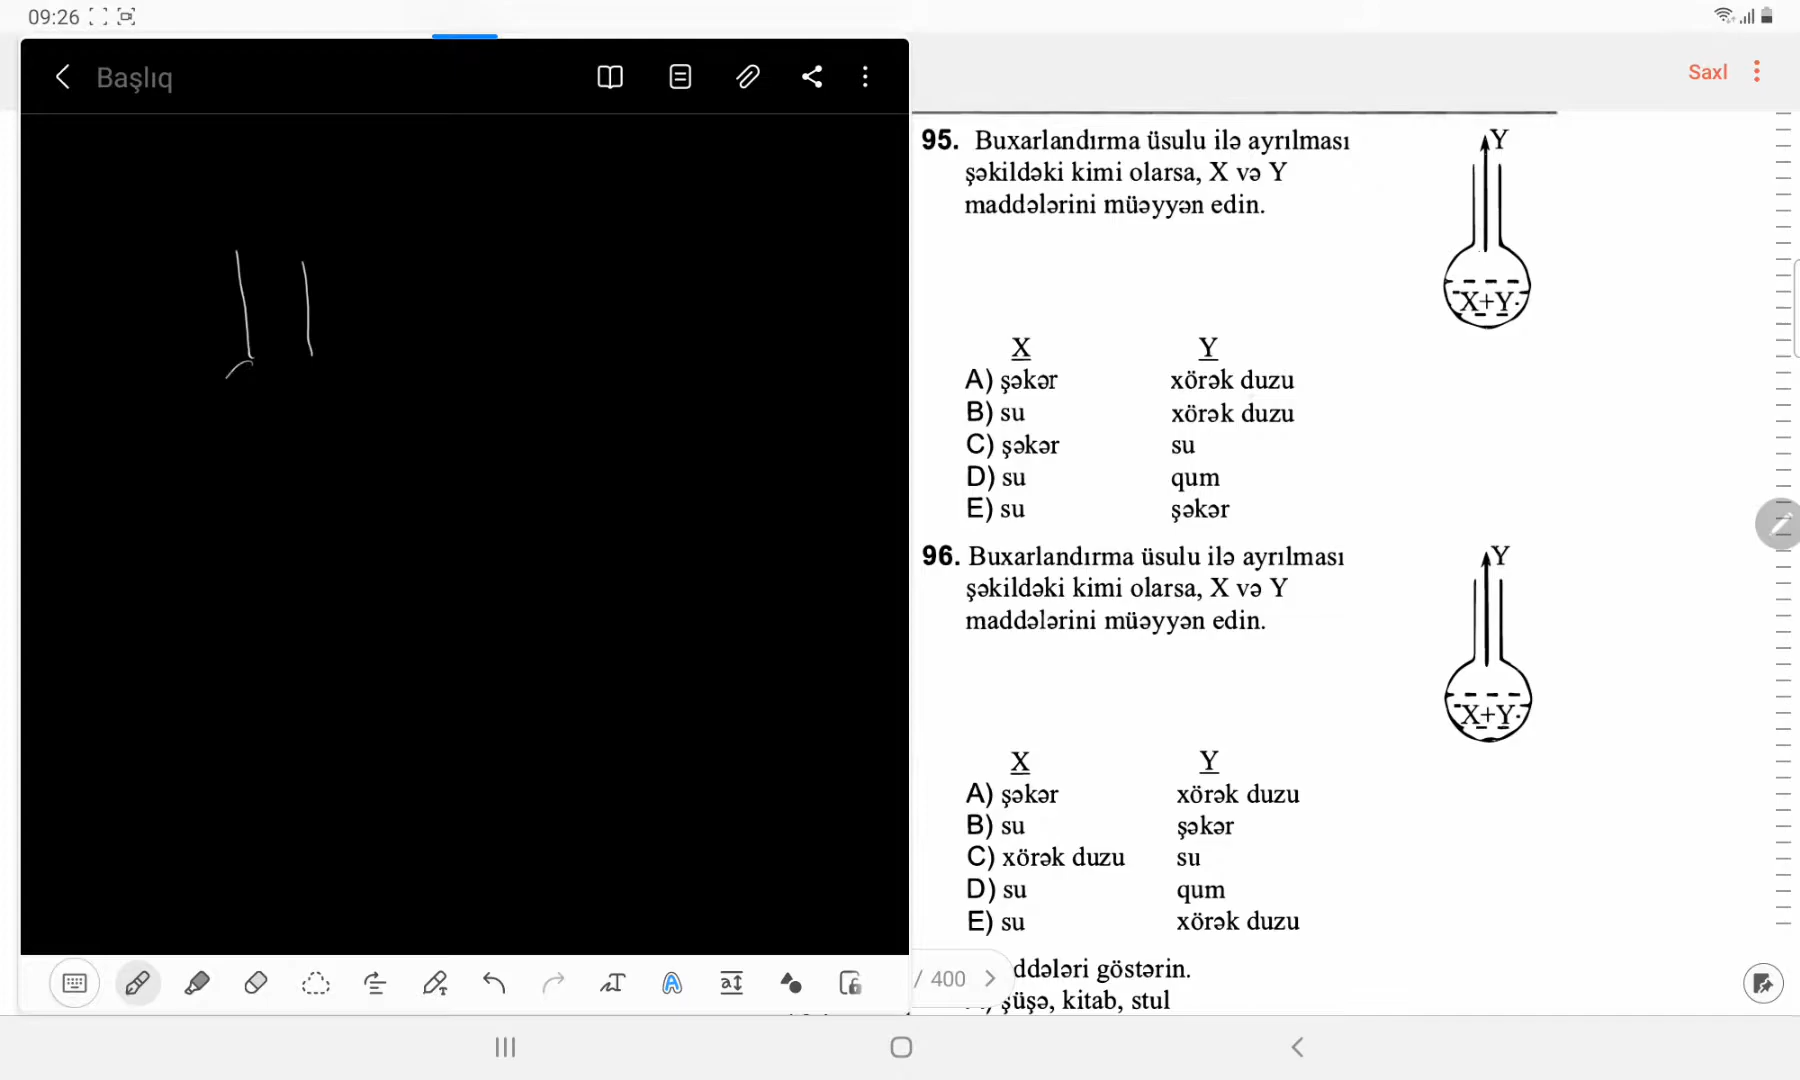 09:26
Başlıq
Saxl
95. Buxarlandırma üsulu ilə ayrılması
şəkildəki kimi olarsa, X və Y
maddələrini müəyyən edin.
Y
X+Y
X Y
A) şəkər xörək duzu
B) su xörək duzu
C) şəkər su
D) su qum
E) su şəkər
96. Buxarlandırma üsulu ilə ayrılması
şəkildəki kimi olarsa, X və Y
maddələrini müəyyən edin.
Y
X+Y
X Y
A) şəkər xörək duzu
B) su şəkər
C) xörək duzu su
D) su qum
E) su xörək duzu
/ 400
ddələri göstərin.
şüşə, kitab, stul